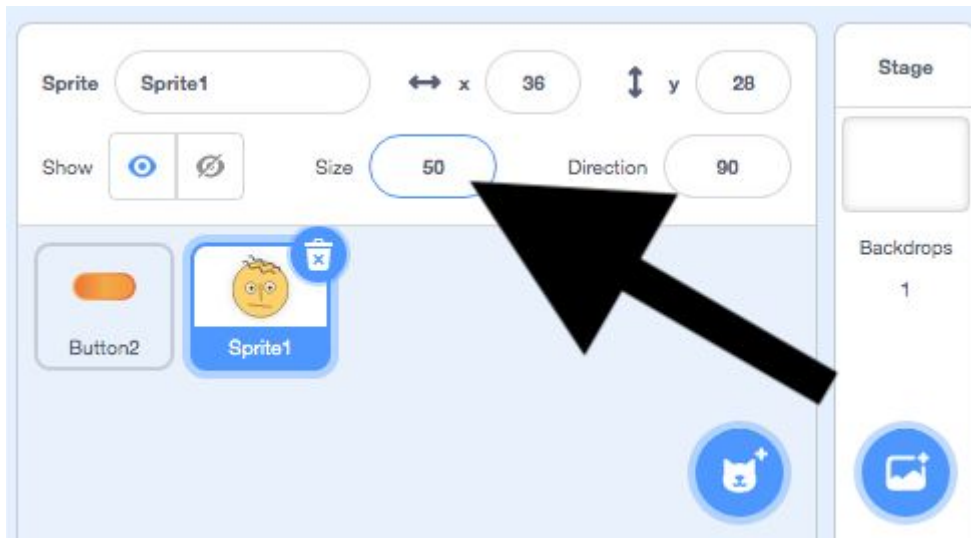 Sprite Sprite1 x 36 y 28
Show Size 50 Direction 90
Button2 Sprite1
Stage
Backdrops
1